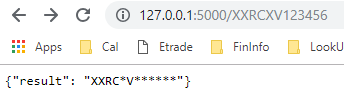 127.0.0.1:5000/XXRCXV123456
Apps Cal Etrade FinInfo LookU
{"result": "XXRC*V******"}